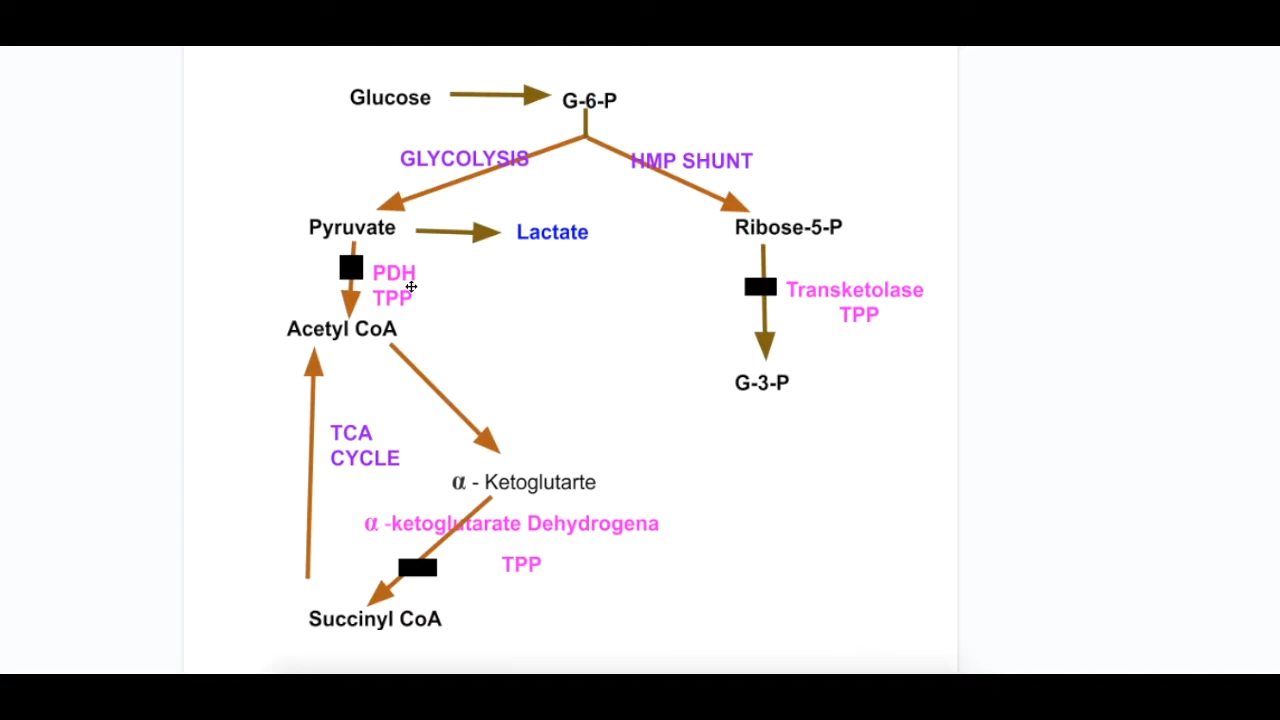 Glucose
G-6-P
GLYCOLYSIS
HMP SHUNT
Pyruvate
Lactate
Ribose-5-P
PDH
TPP
Transketolase
TPP
Acetyl CoA
G-3-P
TCA
CYCLE
α - Ketoglutarte
α -ketoglutarate Dehydrogena
TPP
Succinyl CoA